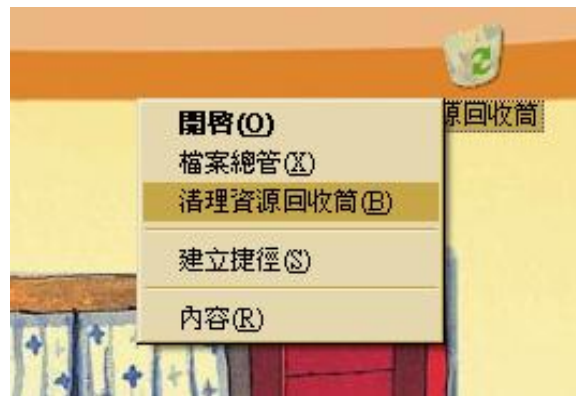 源回收筒
開啓(O)
檔案總管(X)
清理資源回收筒(B)
建立捷徑(S)
內容(R)